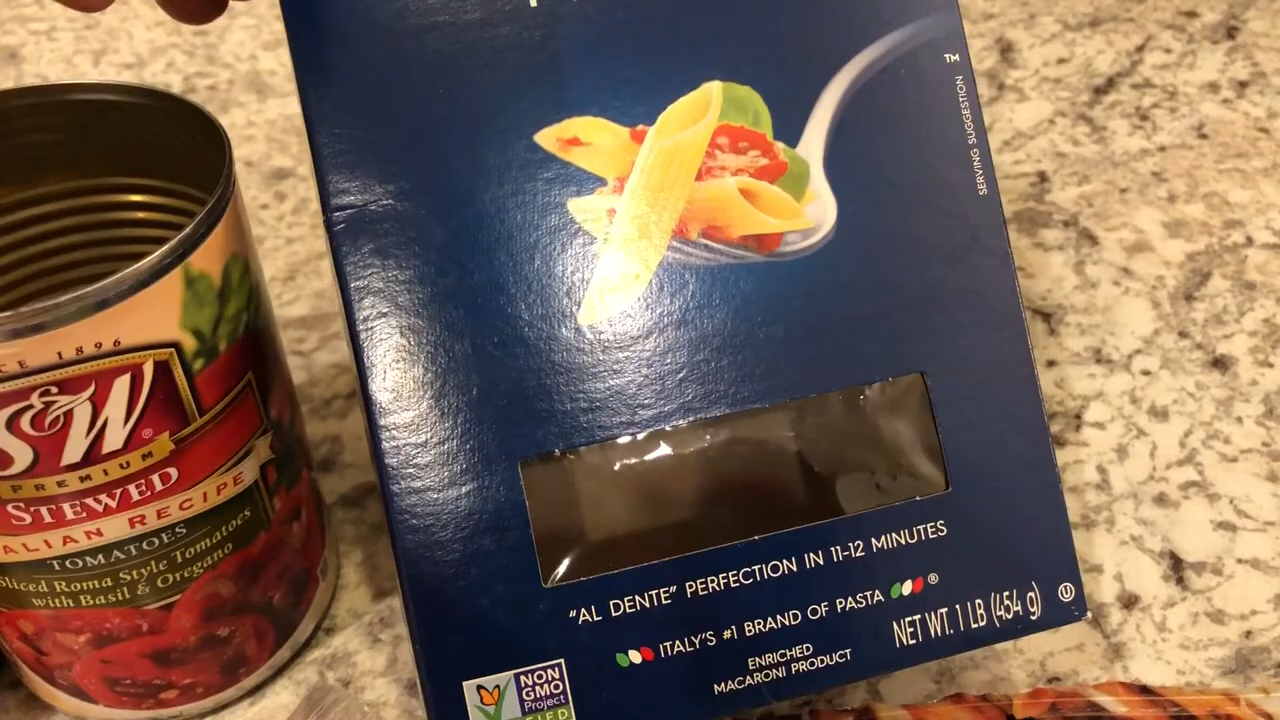 CE 1896
S&W®
PREMIUM
STEWED
ALIAN RECIPE
TOMATOES
Sliced Roma Style Tomatoes
with Basil & Oregano
TM
SERVING SUGGESTION
"AL DENTE" PERFECTION IN 11-12 MINUTES
ITALY'S #1 BRAND OF PASTA ®
ENRICHED
MACARONI PRODUCT
NET WT. 1 LB (454 g) U
NON
GMO
Project